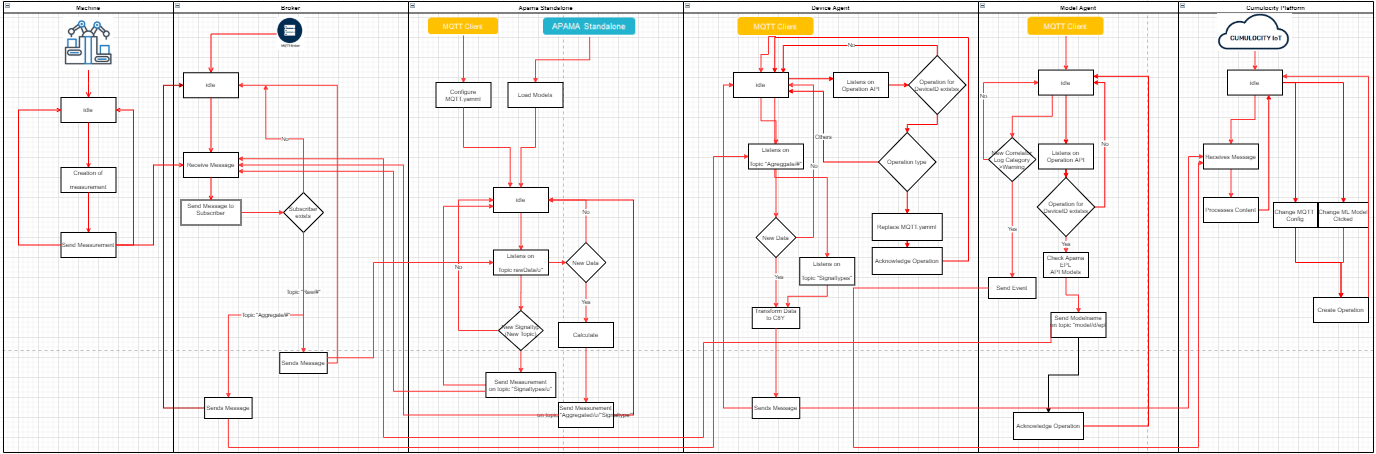 Machine
Broker
Apama Standalone
Device Agent
Model Agent
Cumulocity Platform
MQTT Broker
MQTT Client
APAMA Standalone
MQTT Client
MQTT Client
CUMULOCITY IoT
idle
Creation of
measurement
Send Measurement
idle
Receive Message
Send Message to
Subscriber
Subscriber
exists
No
Topic "Raw/#"
Topic "Aggregate/#"
Sends Message
Sends Message
Configure
MQTT.yamml
Load Models
idle
Listens on
Topic newData/u"
New Data
No
Yes
No
New Signaltyp
(New Topic)
Calculate
Send Measurement
on topic "Signaltypes/u"
Send Measurement
on topic "Aggregated/u/"Signaltype"
idle
Listens on
Operation API
Operation for
DeviceID exists
No
Others
Operation type
Listens on
Topic "Aggregate/#"
No
New Data
Yes
Listens on
Topic "Signaltypes"
Replace MQTT.yamml
Acknowledge Operation
Transform Data
to C8Y
Sends Message
idle
No
New Correlator
Log Category
>Warning
Listens on
Operation API
No
Operation for
DeviceID exists
Yes
Yes
Check Apama
EPL
API Models
Send Event
Send Modelname
on topic "model/d/api
Acknowledge Operation
idle
Receives Message
Processes Content
Change MQTT
Config
Change ML Model
Clicked
Create Operation